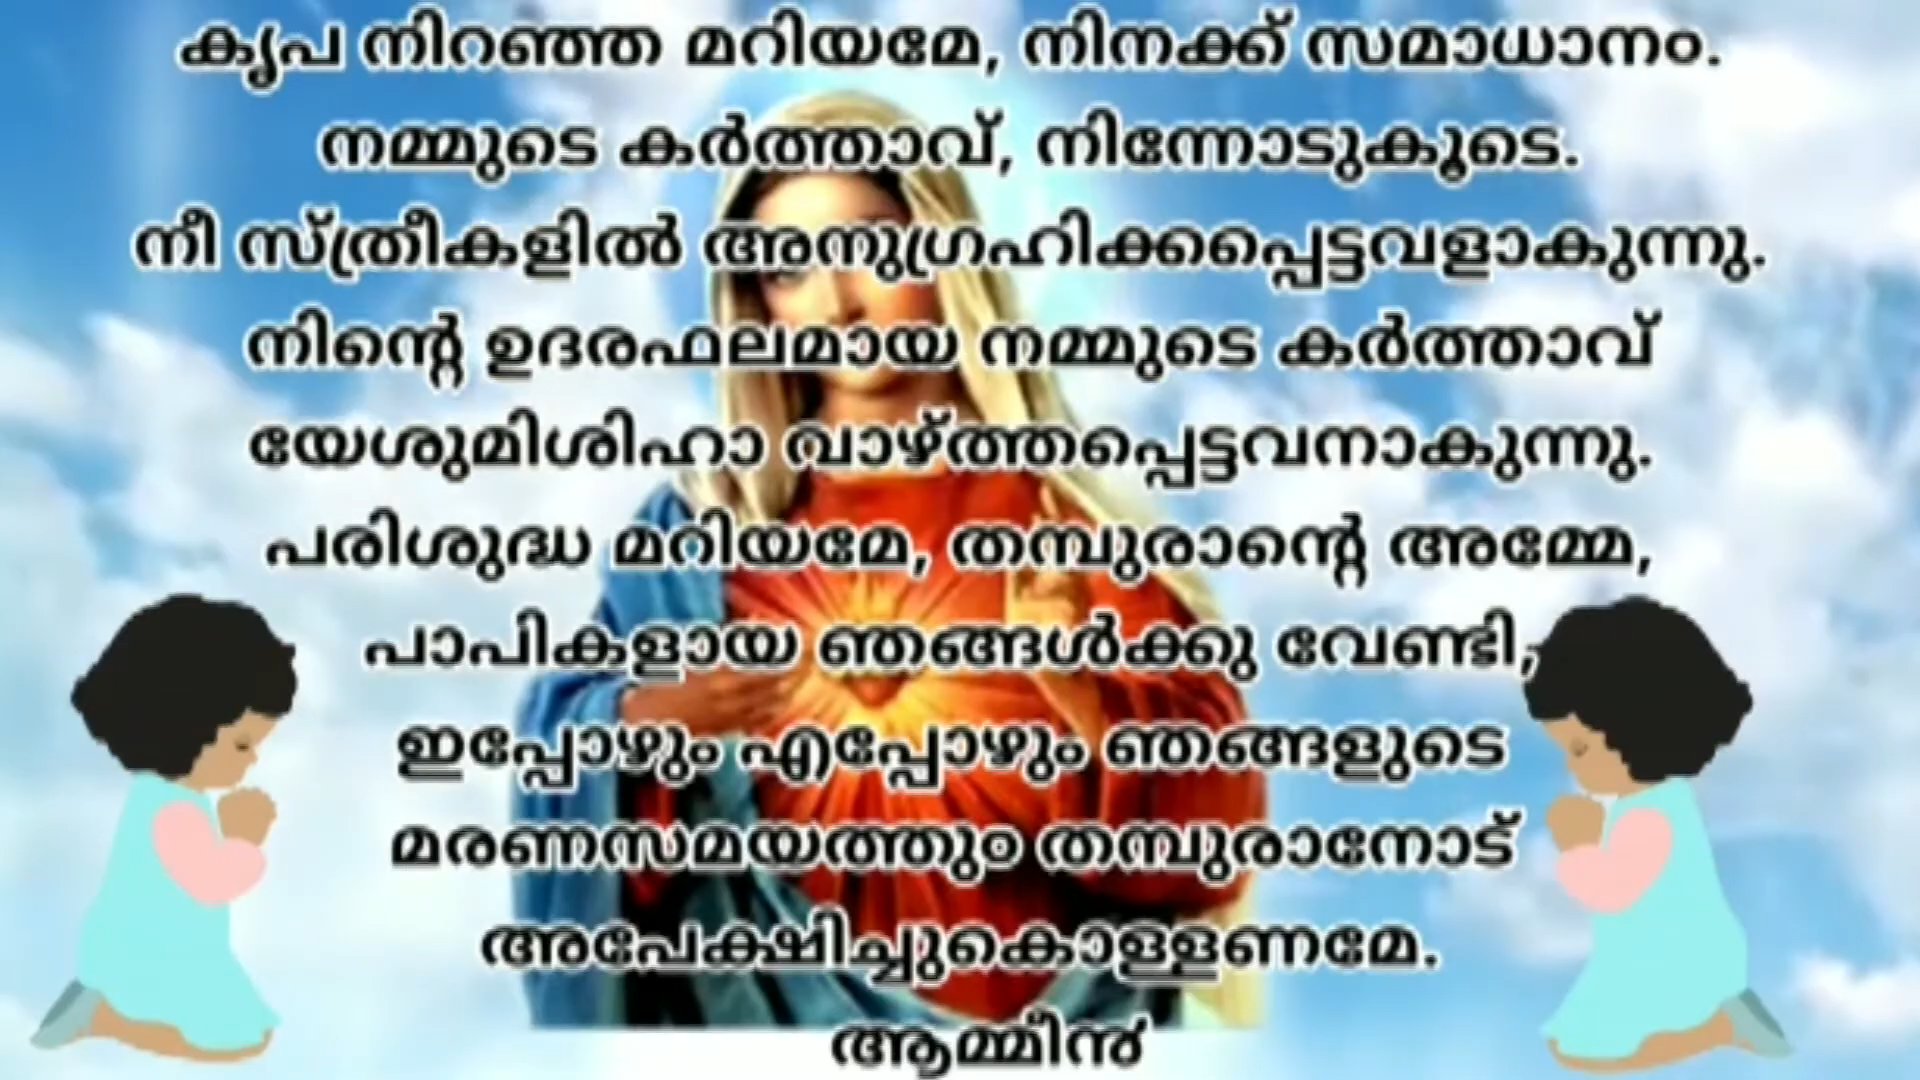 കൃപ നിറഞ്ഞ മറിയമേ, നിനക്ക് സമാധാനം.
നമ്മുടെ കർത്താവ്, നിന്നോടുകൂടെ.
നീ സ്ത്രീകളിൽ അനുഗ്രഹിക്കപ്പെട്ടവളാകുന്നു.
നിന്റെ ഉദരഫലമായ നമ്മുടെ കർത്താവ്
യേശുമിശിഹാ വാഴ്ത്തപ്പെട്ടവനാകുന്നു.
പരിശുദ്ധ മറിയമേ, തമ്പുരാന്റെ അമ്മേ,
പാപികളായ ഞങ്ങൾക്കു വേണ്ടി,
ഇപ്പോഴും എപ്പോഴും ഞങ്ങളുടെ
മരണസമയത്തും തമ്പുരാനോട്
അപേക്ഷിച്ചുകൊള്ളണമേ.
ആമ്മീൻ